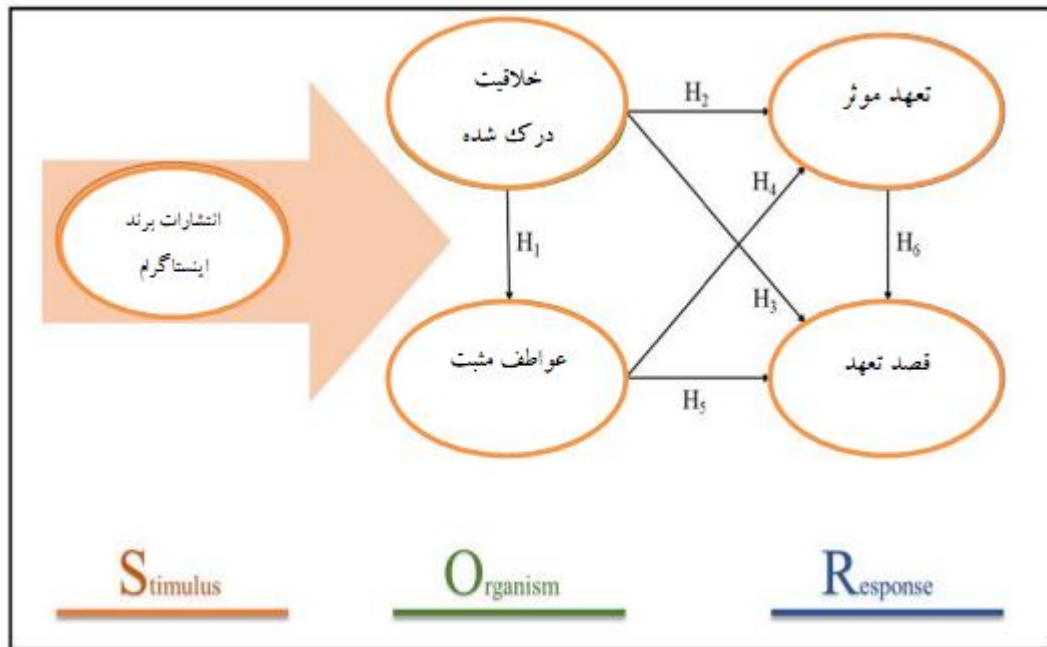 خلاقیت
درک شده
تعهد موثر
H2
H4
انتشارات برند
اینستاگرام
H1
H6
H3
عواطف مثبت
قصد تعهد
H5
Stimulus
Organism
Response